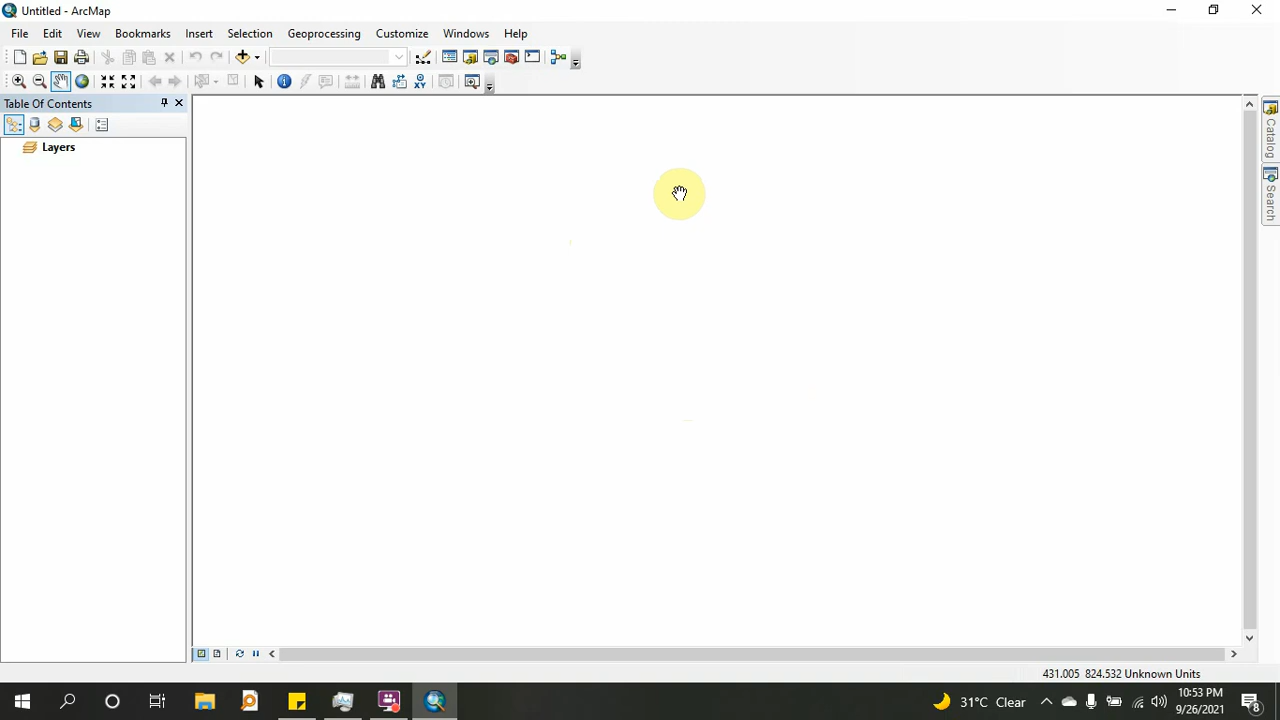 Untitled - ArcMap
File Edit View Bookmarks Insert Selection Geoprocessing Customize Windows Help
Table Of Contents
Layers
Catalog
Search
431.005 824.532 Unknown Units
31°C Clear
10:53 PM
9/26/2021
8